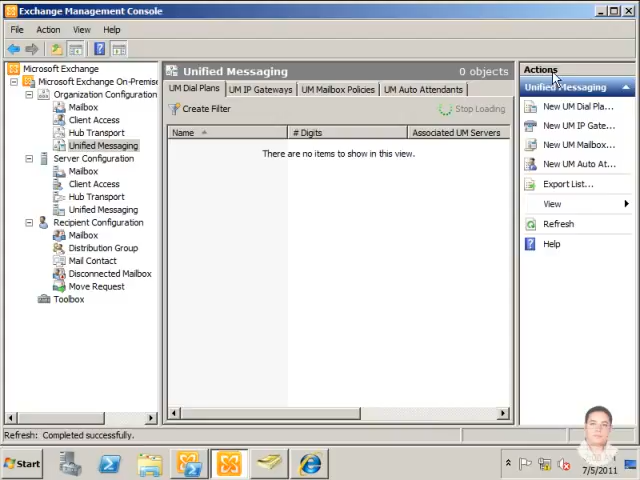 Exchange Management Console
File Action View Help
Microsoft Exchange
Microsoft Exchange On-Premise
Organization Configuration
Mailbox
Client Access
Hub Transport
Unified Messaging
Server Configuration
Mailbox
Client Access
Hub Transport
Unified Messaging
Recipient Configuration
Mailbox
Distribution Group
Mail Contact
Disconnected Mailbox
Move Request
Toolbox
Unified Messaging 0 objects
UM Dial Plans UM IP Gateways UM Mailbox Policies UM Auto Attendants
Create Filter Stop Loading
Name # Digits Associated UM Servers
There are no items to show in this view.
Actions
Unified Messaging
New UM Dial Pla...
New UM IP Gate...
New UM Mailbox...
New UM Auto At...
Export List...
View
Refresh
Help
Refresh: Completed successfully.
Start
7/5/2011